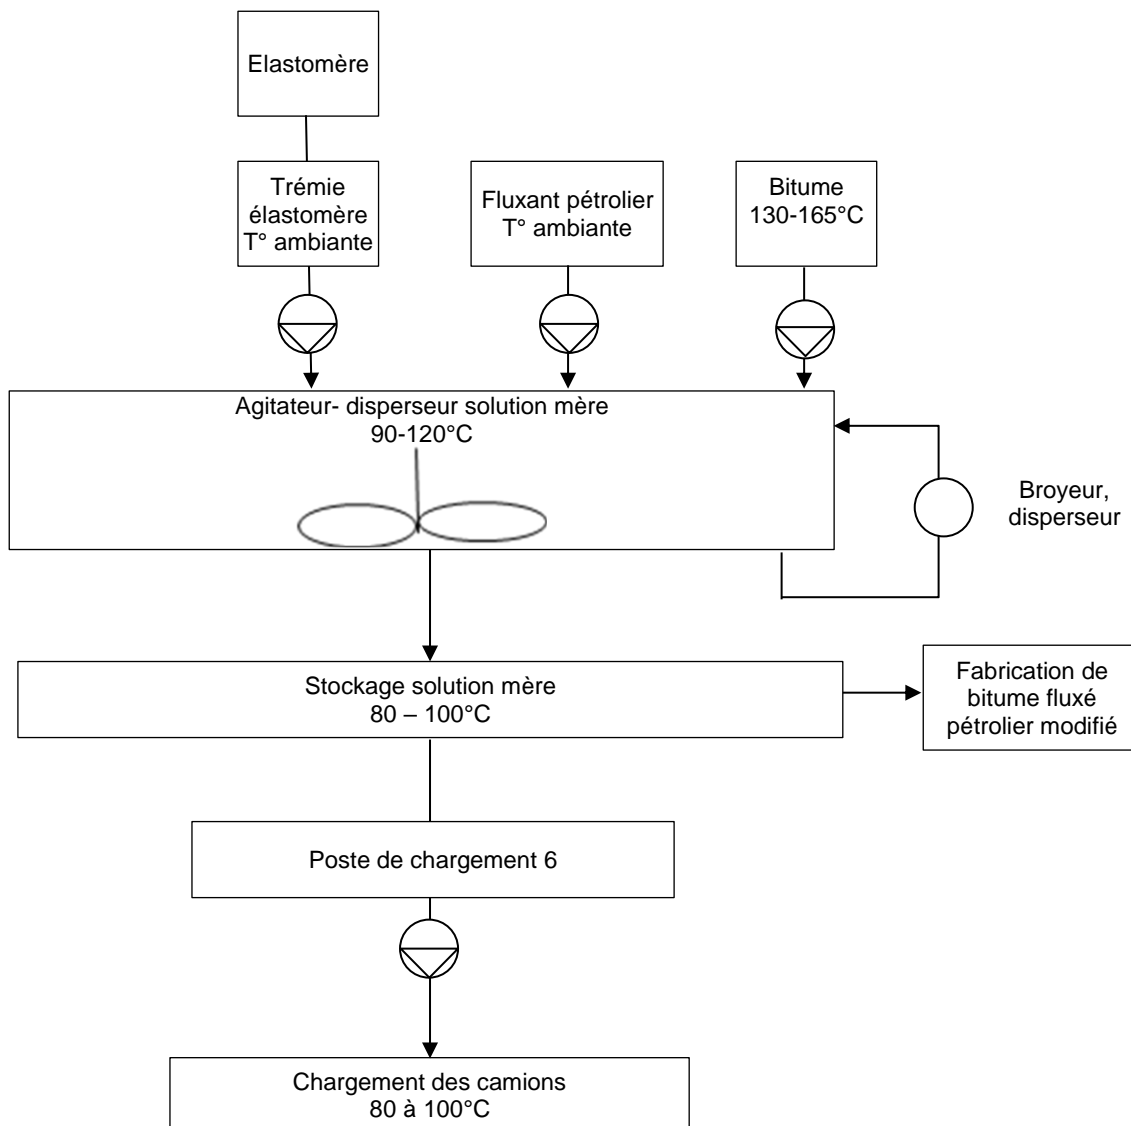 Elastomère
Trémie
élastomère
T° ambiante
Fluxant pétrolier
T° ambiante
Bitume
130-165°C
Agitateur- disperseur solution mère
90-120°C
Broyeur,
disperseur
Stockage solution mère
80 – 100°C
Fabrication de
bitume fluxé
pétrolier modifié
Poste de chargement 6
Chargement des camions
80 à 100°C